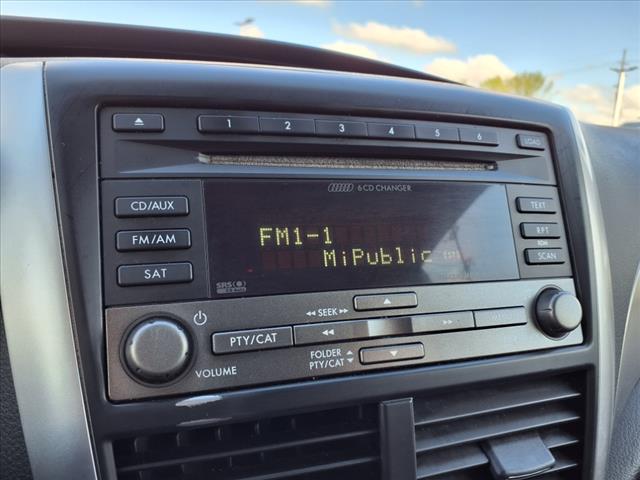 1 2 3 4 5 6 LOAD
6 CD CHANGER
CD/AUX
FM/AM
SAT
FM1-1
MiPublic
TEXT
RPT
SCAN
SRS
SEEK
PTY/CAT
FOLDER
PTY/CAT
VOLUME